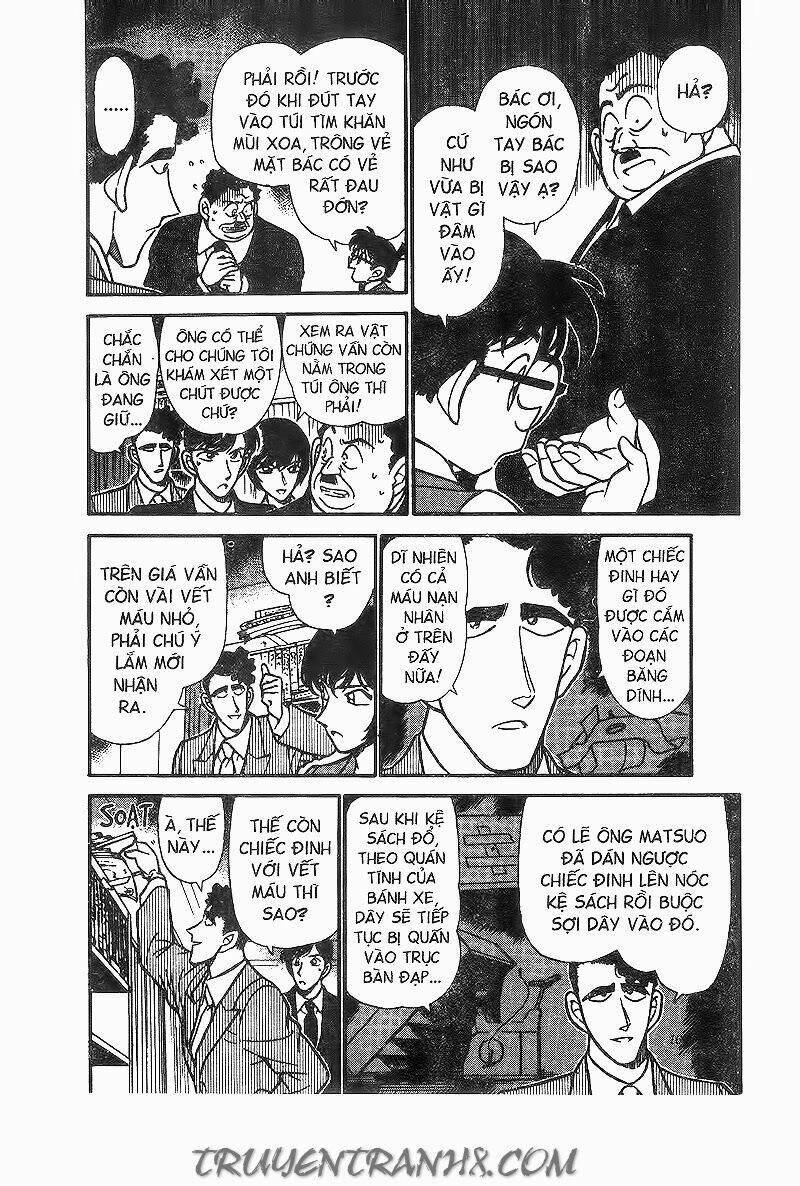 HẢ?
BÁC ƠI,
NGÓN
TAY BÁC
BỊ SAO
VẬY Ạ?
CỨ
NHƯ
VỪA BỊ
VẬT GÌ
ĐÂM
VÀO
ẤY!
PHẢI RỒI! TRƯỚC
ĐÓ KHI ĐÚT TAY
VÀO TÚI TÌM KHĂN
MÙI XOA, TRÔNG VẺ
MẶT BÁC CÓ VẺ
RẤT ĐAU
ĐỚN?
.....
XEM RA VẬT
CHỨNG VẪN CÒN
NẰM TRONG
TÚI ÔNG THÌ
PHẢI!
ÔNG CÓ THỂ
CHO CHÚNG TÔI
KHÁM XÉT MỘT
CHÚT ĐƯỢC
CHỨ?
CHẮC
CHẮN
LÀ ÔNG
ĐANG
GIỮ...
MỘT CHIẾC
ĐINH HAY
GÌ ĐÓ
ĐƯỢC CẮM
VÀO CÁC
ĐOẠN
BĂNG
DÍNH...
DĨ NHIÊN
CÓ CẢ
MÁU NẠN
NHÂN
Ở TRÊN
ĐẤY
NỮA!
HẢ? SAO
ANH BIẾT
?
TRÊN GIÁ VẪN
CÒN VÀI VẾT
MÁU NHỎ,
PHẢI CHÚ Ý
LẮM MỚI
NHẬN
RA.
CÓ LẼ ÔNG MATSUO
ĐÃ DÁN NGƯỢC
CHIẾC ĐINH LÊN NÓC
KỆ SÁCH RỒI BUỘC
SỢI DÂY VÀO ĐÓ.
SAU KHI KỆ
SÁCH ĐỔ,
THEO QUÁN
TÍNH CỦA
BÁNH XE,
DÂY SẼ TIẾP
TỤC BỊ QUẤN
VÀO TRỤC
BÀN ĐẠP...
THẾ CÒN
CHIẾC ĐINH
VỚI VẾT
MÁU THÌ
SAO?
À, THẾ
NÀY...
SOẠT
TRUYENTRANH8.COM